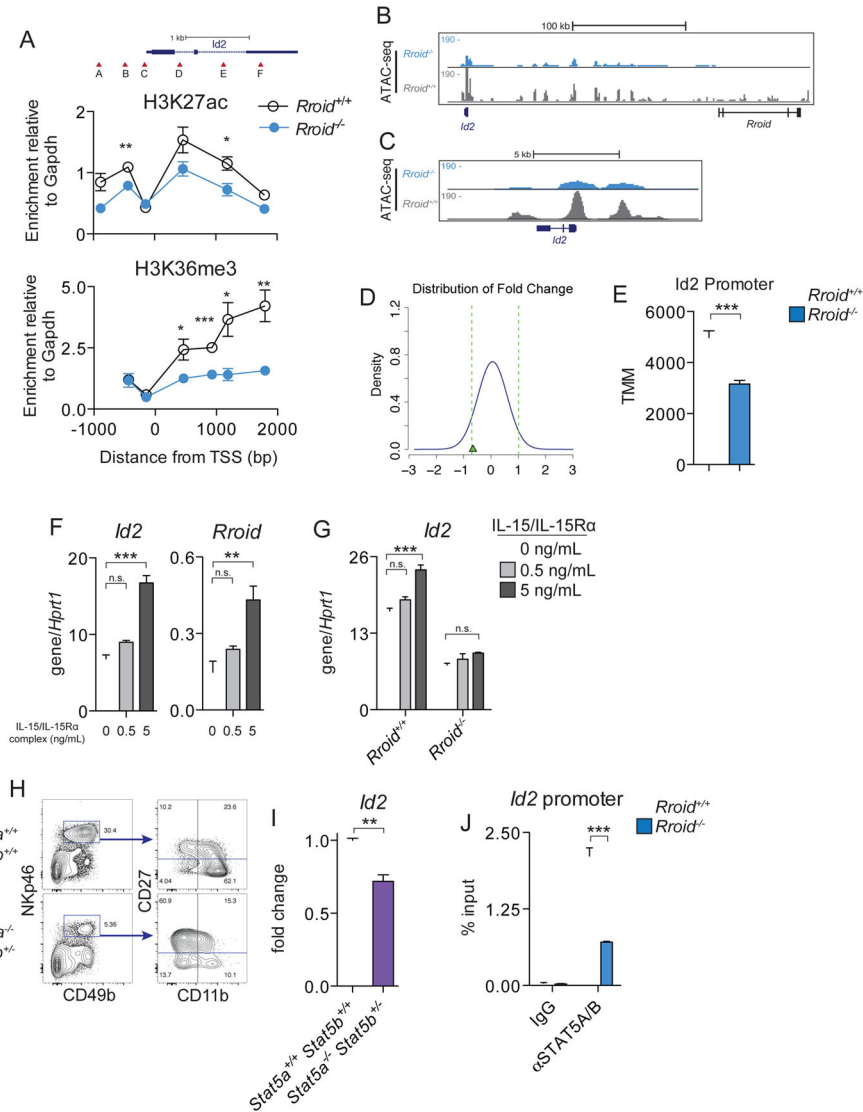 A
1 kb
Id2
A B C D E F
H3K27ac
Rroid+/+
Rroid-/-
Enrichment relative
to Gapdh
2
1
0
**
*
H3K36me3
Enrichment relative
to Gapdh
5.0
2.5
0.0
*
***
*
**
-1000 0 1000 2000
Distance from TSS (bp)
B
100 kb
ATAC-seq
Rroid-/-
190 -
Rroid+/+
190
Id2
Rroid
C
5 kb
ATAC-seq
Rroid-/-
190 -
Rroid+/+
190 -
Id2
D
Distribution of Fold Change
Density
1.2
0.8
0.4
0.0
−3 −2 −1 0 1 2 3
E
Id2 Promoter
Rroid+/+
Rroid-/-
***
TMM
6000
4000
2000
0
F
Id2
Rroid
gene/Hprt1
20
10
0
***
n.s.
0.6
0.3
0.0
**
n.s.
IL-15/IL-15Rα
complex (ng/mL)
0 0.5 5
0 0.5 5
G
Id2
gene/Hprt1
26
13
0
***
n.s.
n.s.
Rroid+/+
Rroid-/-
IL-15/IL-15Rα
0 ng/mL
0.5 ng/mL
5 ng/mL
H
a+/+
b+/+
a-/-
b+/-
NKp46
CD49b
30.4
5.36
CD27
CD11b
10.2 23.6
4.04 62.1
60.9 15.3
13.7 10.1
I
Id2
**
fold change
1.0
0.5
0.0
Stat5a+/+ Stat5b+/+
Stat5a-/- Stat5b+/-
J
Id2 promoter
Rroid+/+
Rroid-/-
***
% input
2.50
1.25
0.00
IgG
αSTAT5A/B